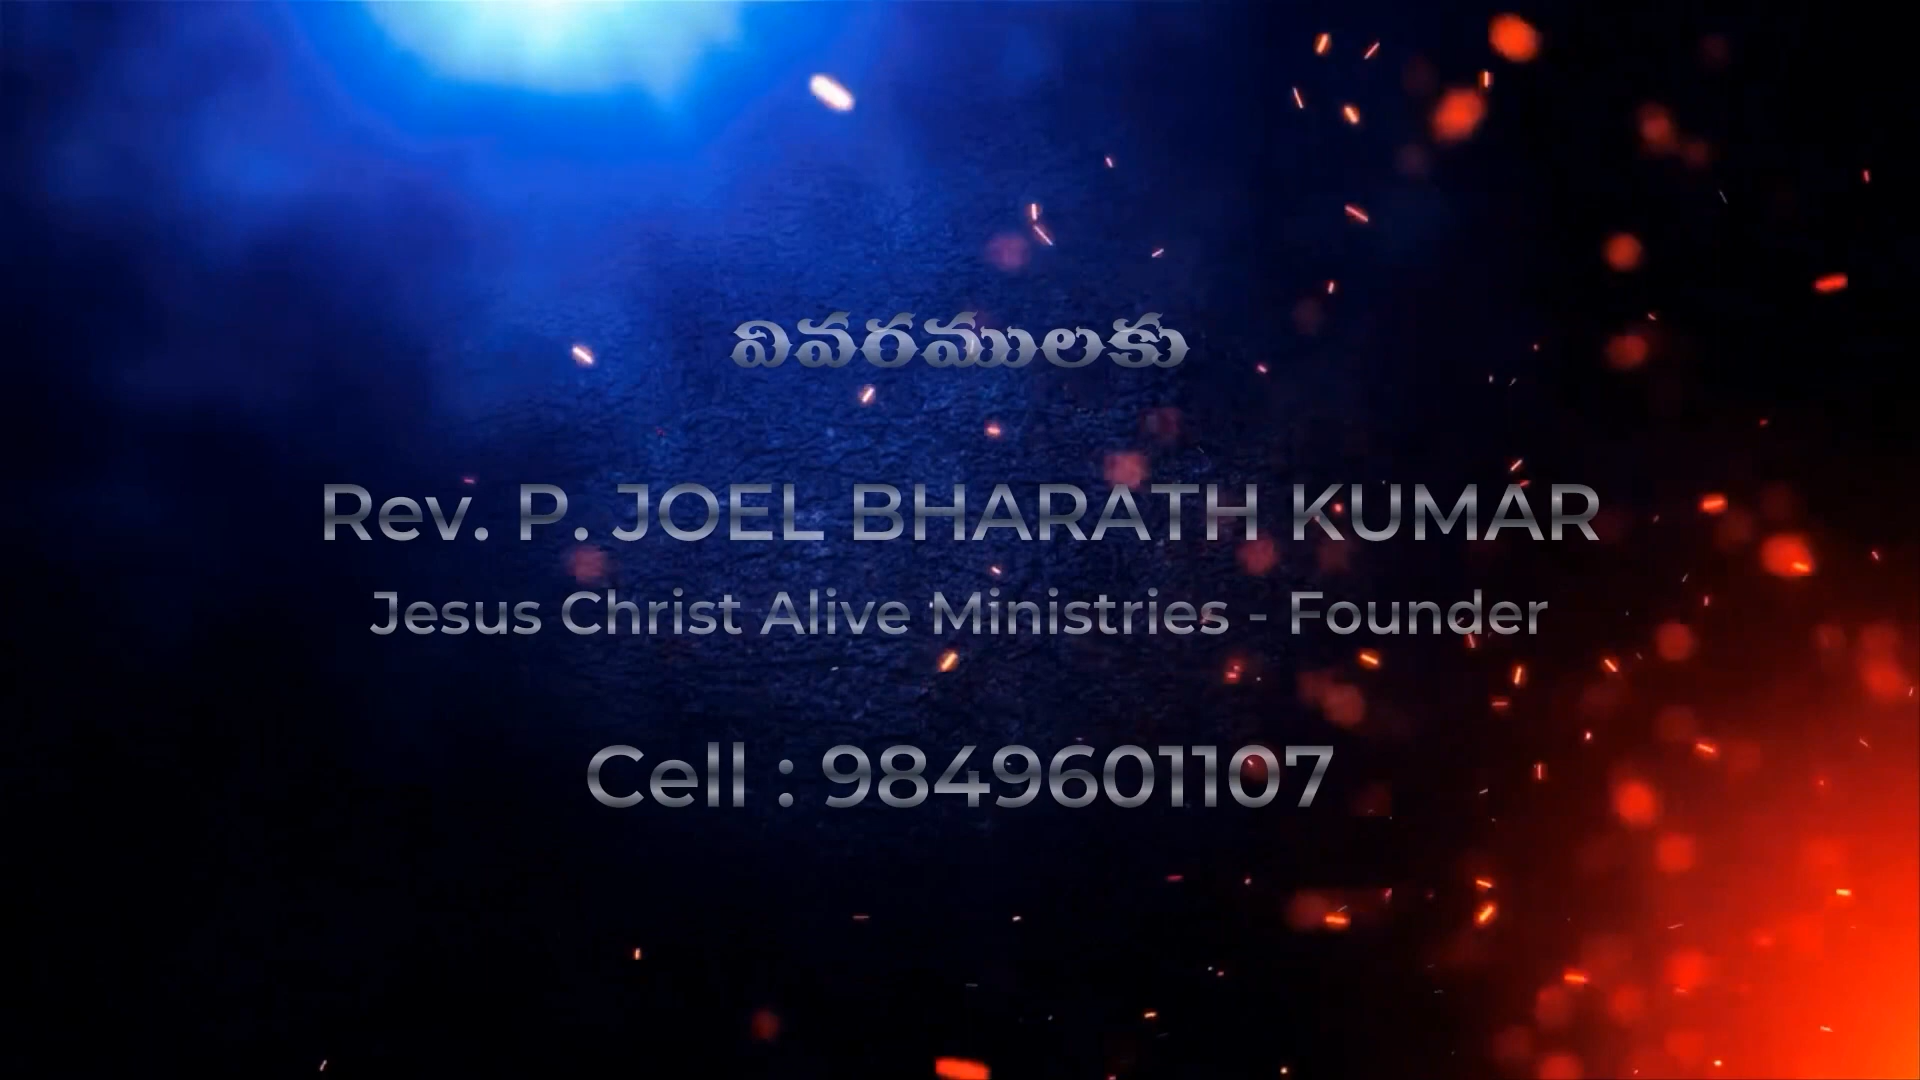 వివరములకు
Rev. P. JOEL BHARATH KUMAR
Jesus Christ Alive Ministries - Founder
Cell : 9849601107